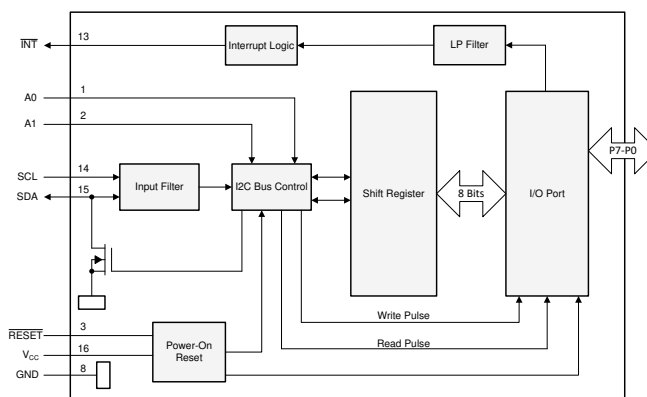 INT
13
Interrupt Logic
LP Filter
A0
1
A1
2
P7-P0
SCL
14
SDA
15
Input Filter
I2C Bus Control
Shift Register
8 Bits
I/O Port
Write Pulse
RESET
3
Power-On
Reset
Read Pulse
VCC
16
GND
8